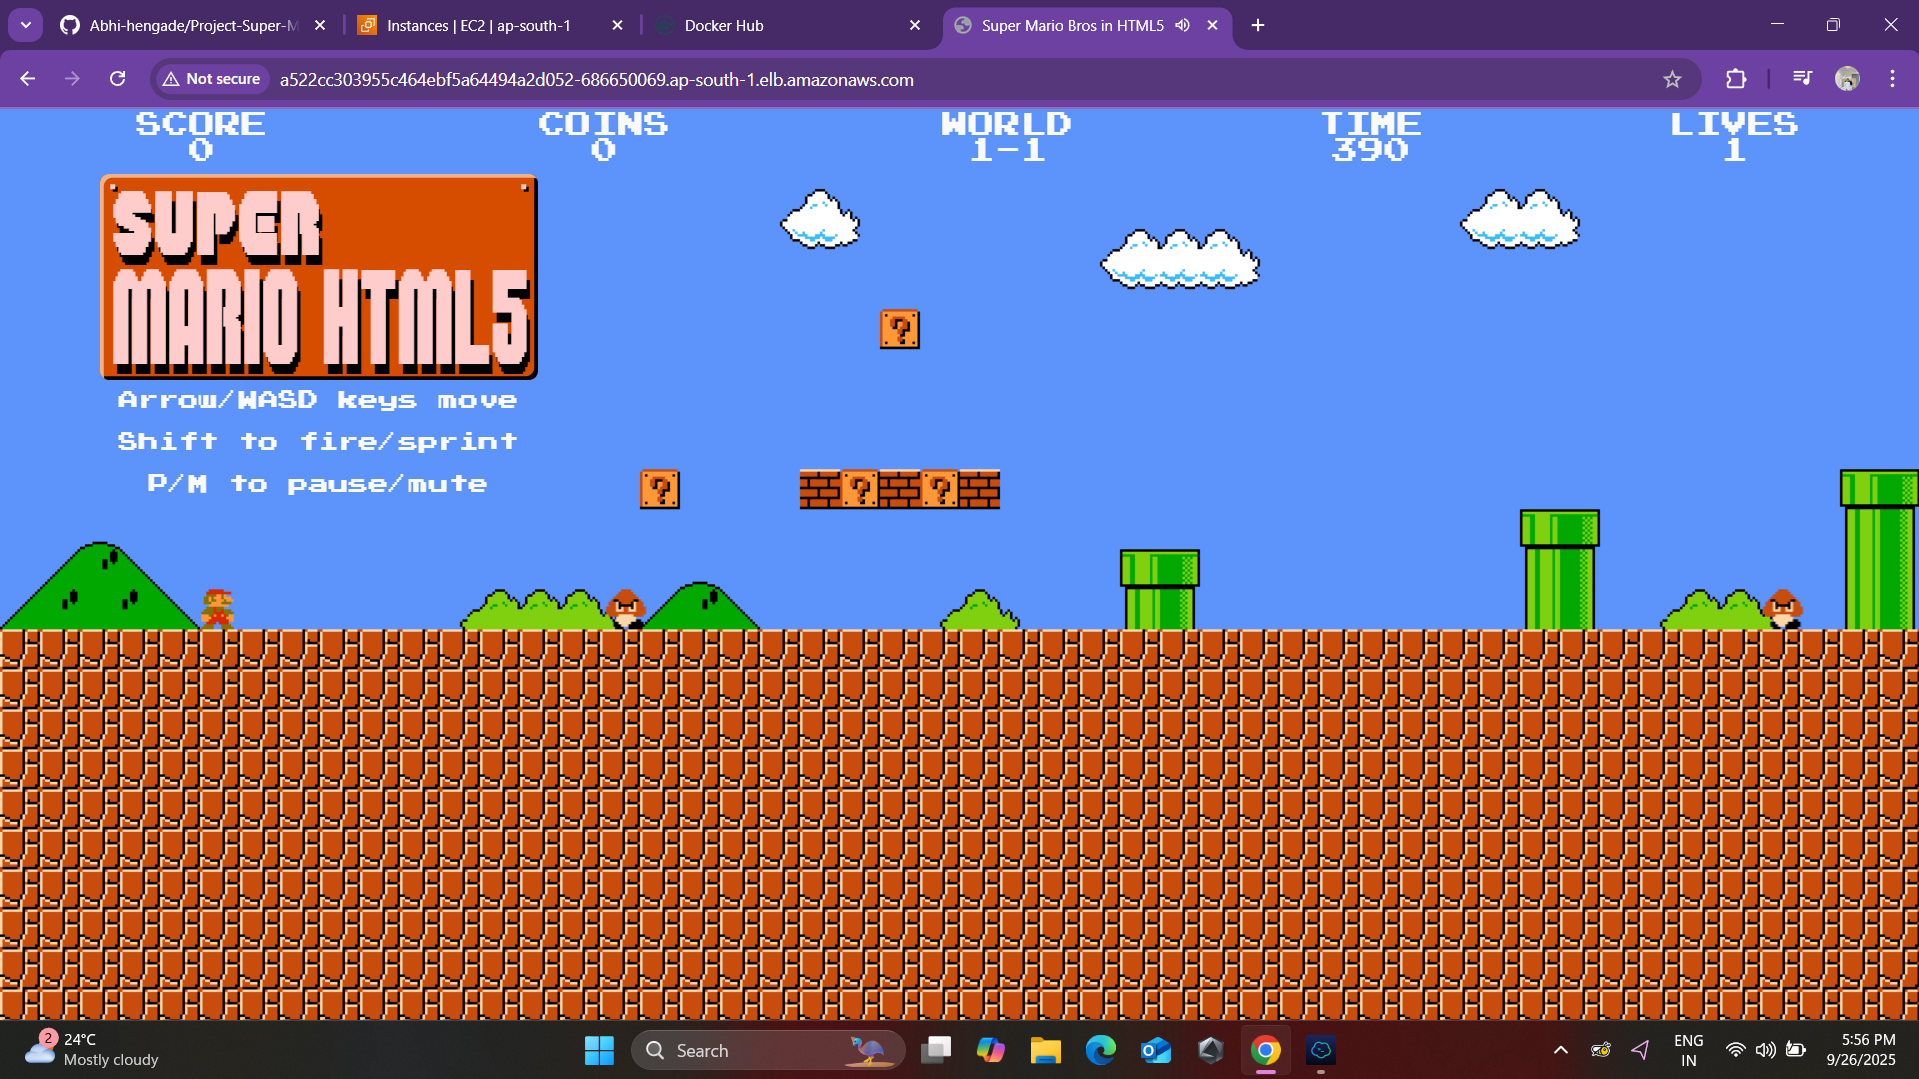 Abhi-hengade/Project-Super-M
Instances | EC2 | ap-south-1
Docker Hub
Super Mario Bros in HTML5
Not secure
a522cc303955c464ebf5a64494a2d052-686650069.ap-south-1.elb.amazonaws.com
SCORE COINS WORLD TIME LIVES
0 0 1-1 390 1
SUPER
MARIO HTML5
Arrow/WASD keys move
Shift to fire/sprint
P/M to pause/mute
?
? ? ?
2
24°C
Mostly cloudy
Search
ENG
IN
5:56 PM
9/26/2025